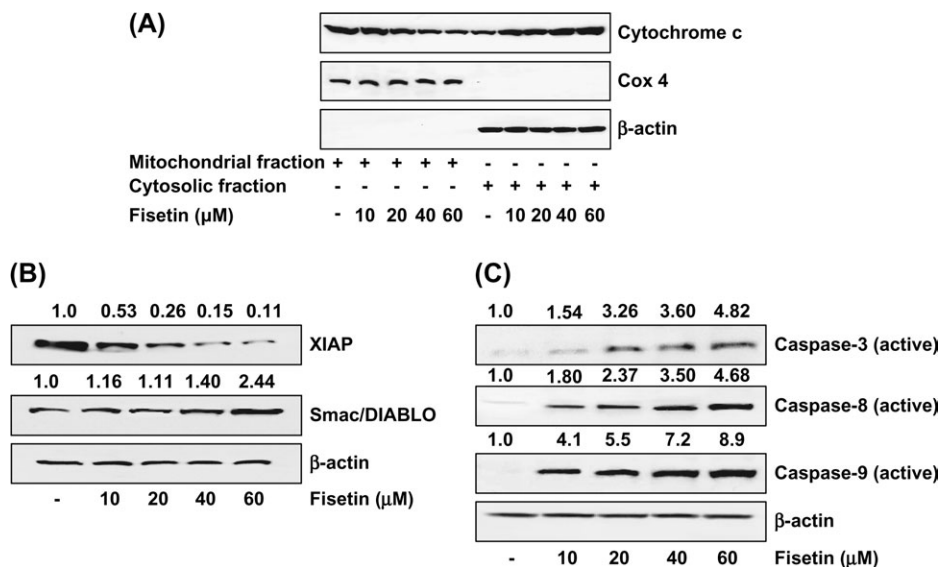 (A)
Cytochrome c
Cox 4
β-actin
Mitochondrial fraction + + + + + - - - - -
Cytosolic fraction - - - - - + + + + +
Fisetin (μM) - 10 20 40 60 - 10 20 40 60
(B)
1.0 0.53 0.26 0.15 0.11
XIAP
1.0 1.16 1.11 1.40 2.44
Smac/DIABLO
β-actin
- 10 20 40 60 Fisetin (μM)
(C)
1.0 1.54 3.26 3.60 4.82
Caspase-3 (active)
1.0 1.80 2.37 3.50 4.68
Caspase-8 (active)
1.0 4.1 5.5 7.2 8.9
Caspase-9 (active)
β-actin
- 10 20 40 60 Fisetin (μM)